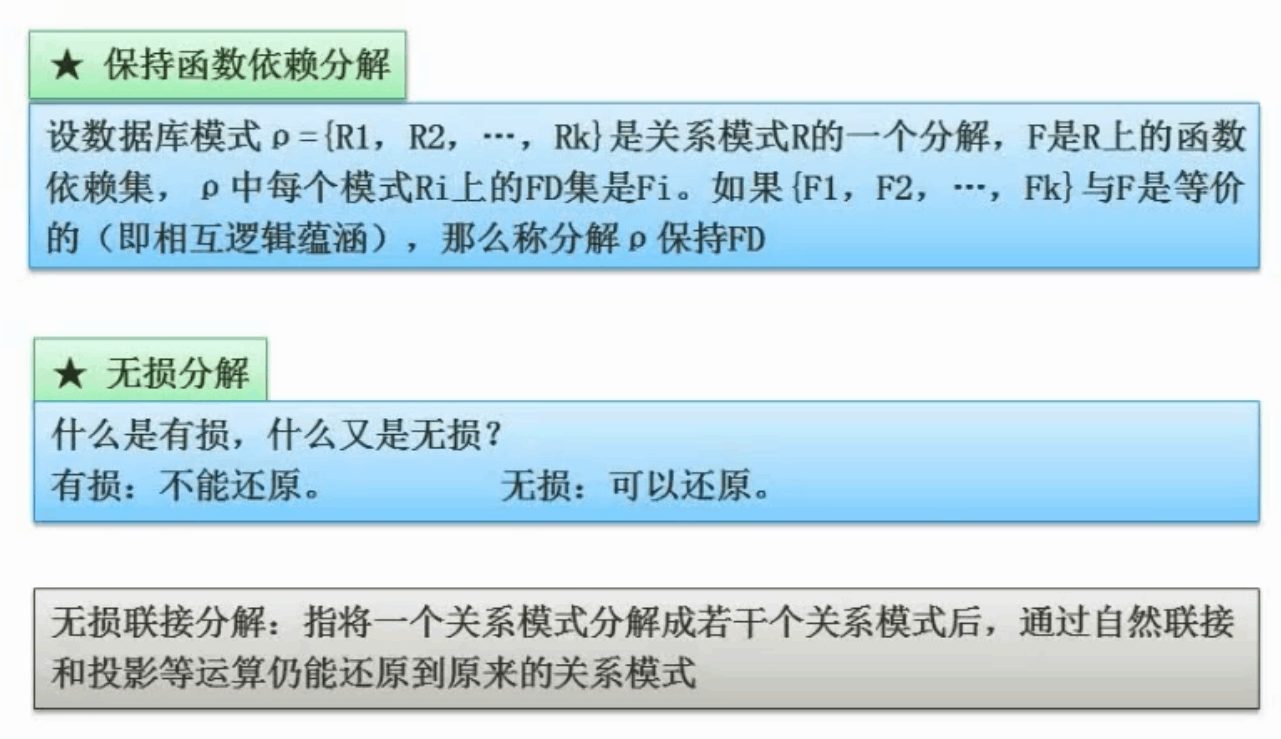 ★ 保持函数依赖分解
设数据库模式ρ={R1，R2，…，Rk}是关系模式R的一个分解，F是R上的函数
依赖集，ρ中每个模式Ri上的FD集是Fi。如果{F1，F2，…，Fk}与F是等价
的（即相互逻辑蕴涵），那么称分解ρ保持FD
★ 无损分解
什么是有损，什么又是无损？
有损：不能还原。 无损：可以还原。
无损联接分解：指将一个关系模式分解成若干个关系模式后，通过自然联接
和投影等运算仍能还原到原来的关系模式